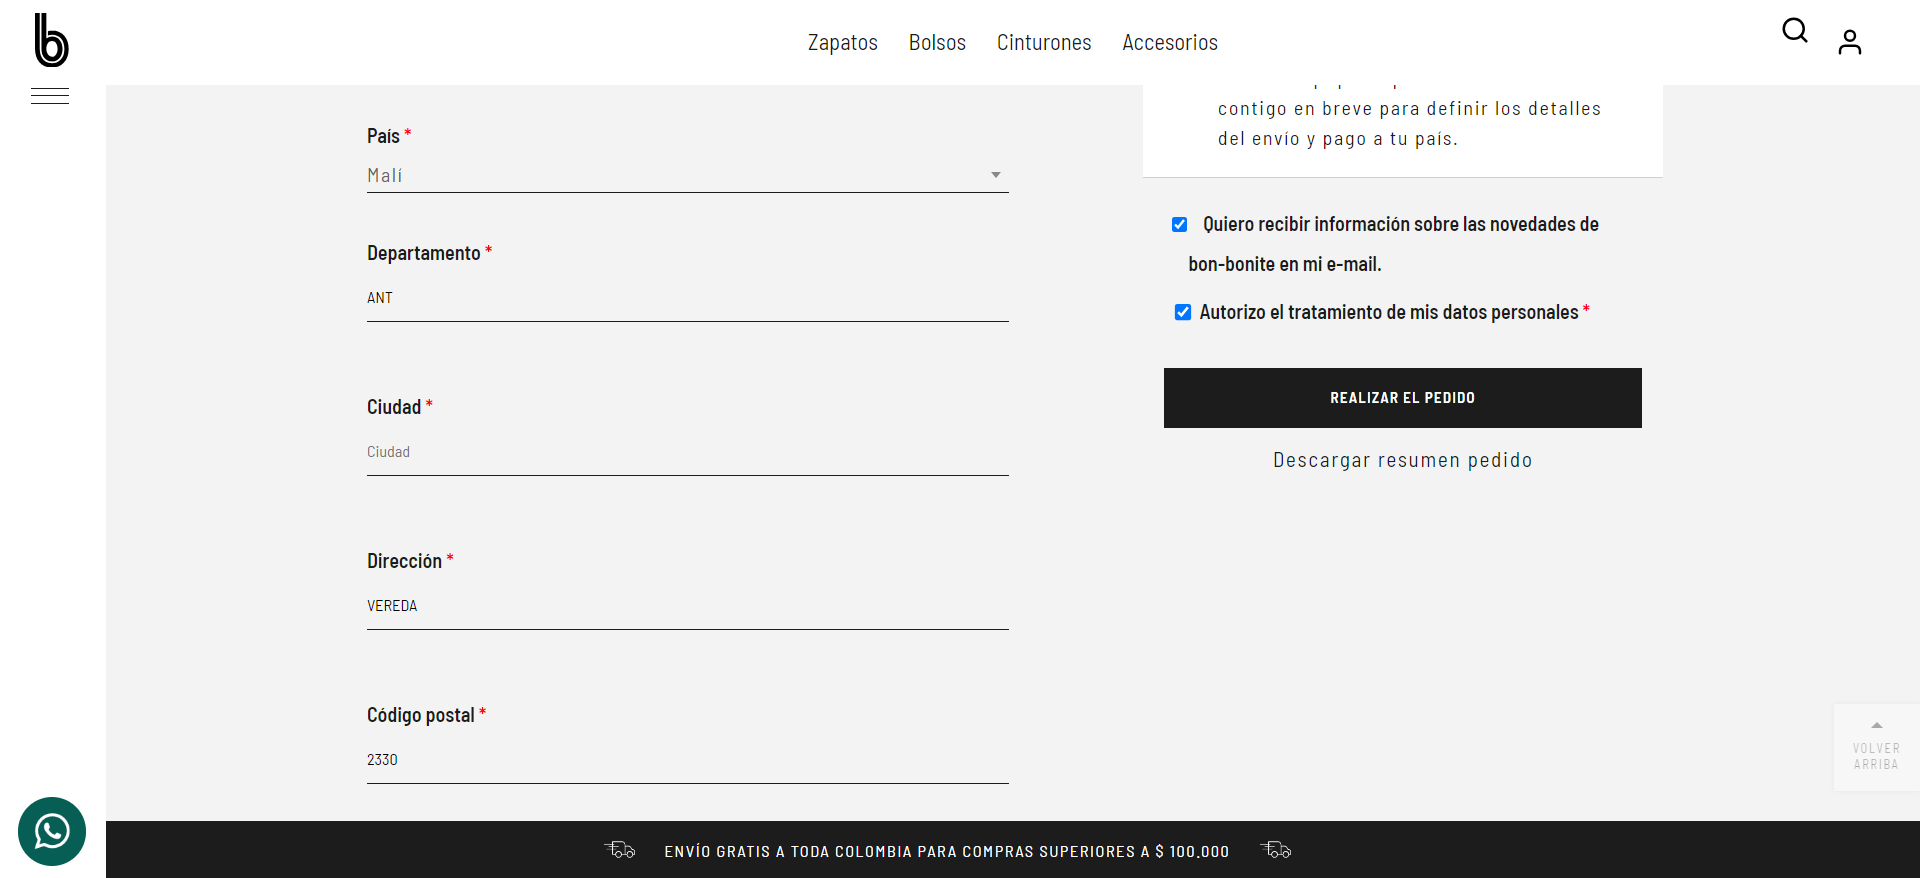 Zapatos Bolsos Cinturones Accesorios
País *
Malí
Departamento *
ANT
Ciudad *
Ciudad
Dirección *
VEREDA
Código postal *
2330
contigo en breve para definir los detalles
del envío y pago a tu país.
Quiero recibir información sobre las novedades de
bon-bonite en mi e-mail.
Autorizo el tratamiento de mis datos personales *
REALIZAR EL PEDIDO
Descargar resumen pedido
VOLVER
ARRIBA
ENVÍO GRATIS A TODA COLOMBIA PARA COMPRAS SUPERIORES A $ 100.000